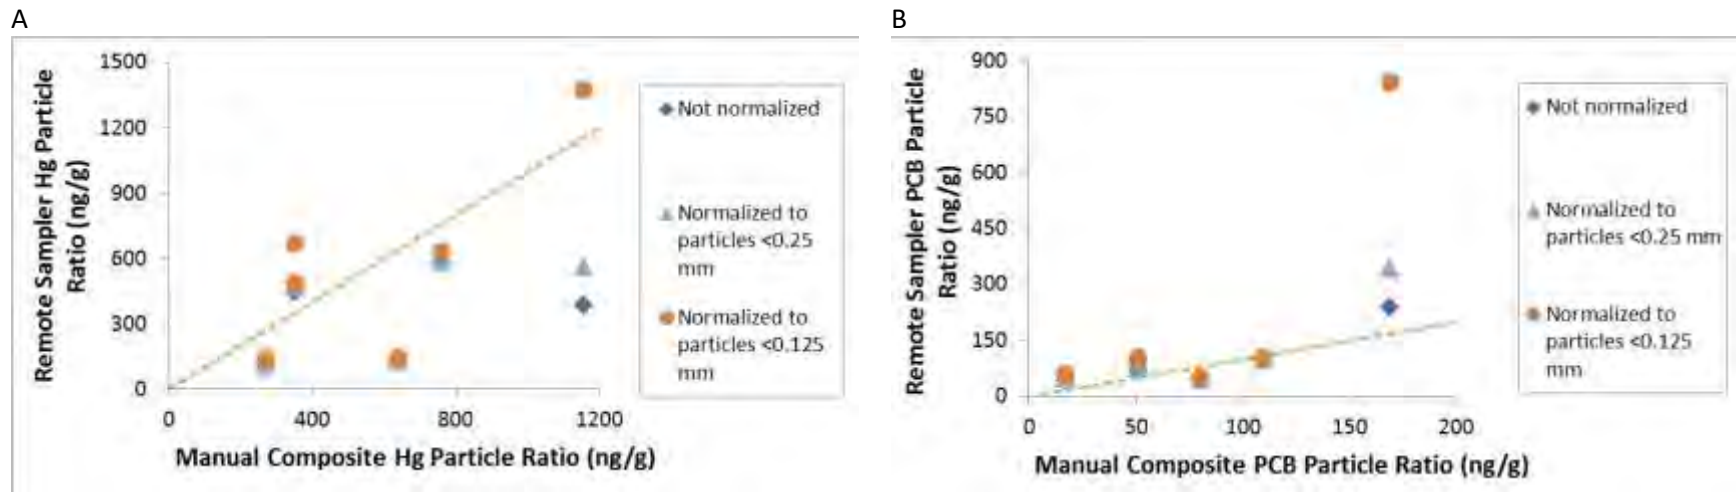 A
Remote Sampler Hg Particle
Ratio (ng/g)
1500
1200
900
600
300
0
0 400 800 1200
Manual Composite Hg Particle Ratio (ng/g)
Not normalized
Normalized to
particles <0.25
mm
Normalized to
particles <0.125
mm
B
Remote Sampler PCB Particle
Ratio (ng/g)
900
750
600
450
300
150
0
0 50 100 150 200
Manual Composite PCB Particle Ratio (ng/g)
Not normalized
Normalized to
particles <0.25 mm
Normalized to
particles <0.125
mm